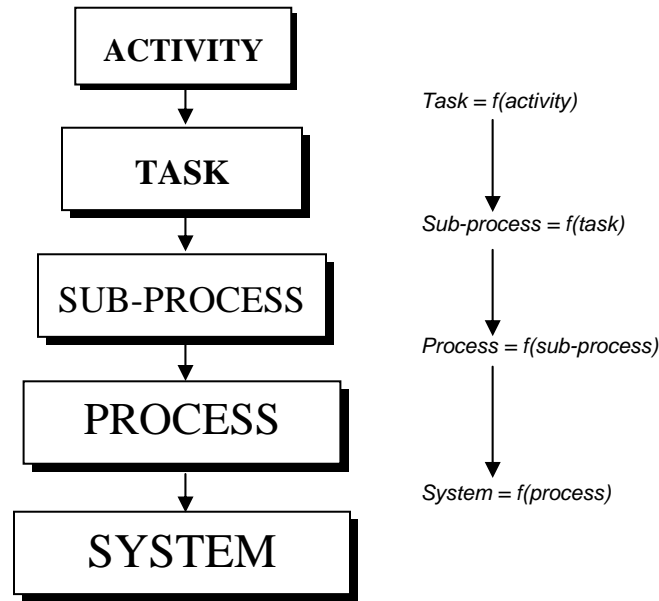 ACTIVITY
Task = f(activity)
TASK
Sub-process = f(task)
SUB-PROCESS
Process = f(sub-process)
PROCESS
System = f(process)
SYSTEM